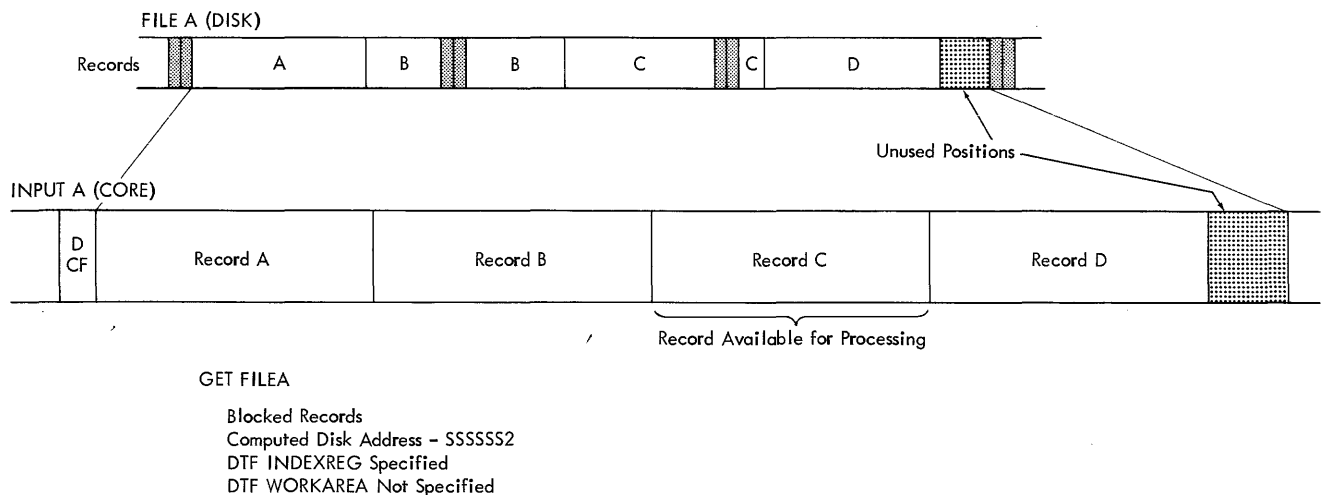 FILE A (DISK)
Records A B B C C D
Unused Positions
INPUT A (CORE)
D
CF
Record A Record B Record C Record D
Record Available for Processing
GET FILEA
Blocked Records
Computed Disk Address - SSSSSS2
DTF INDEXREG Specified
DTF WORKAREA Not Specified